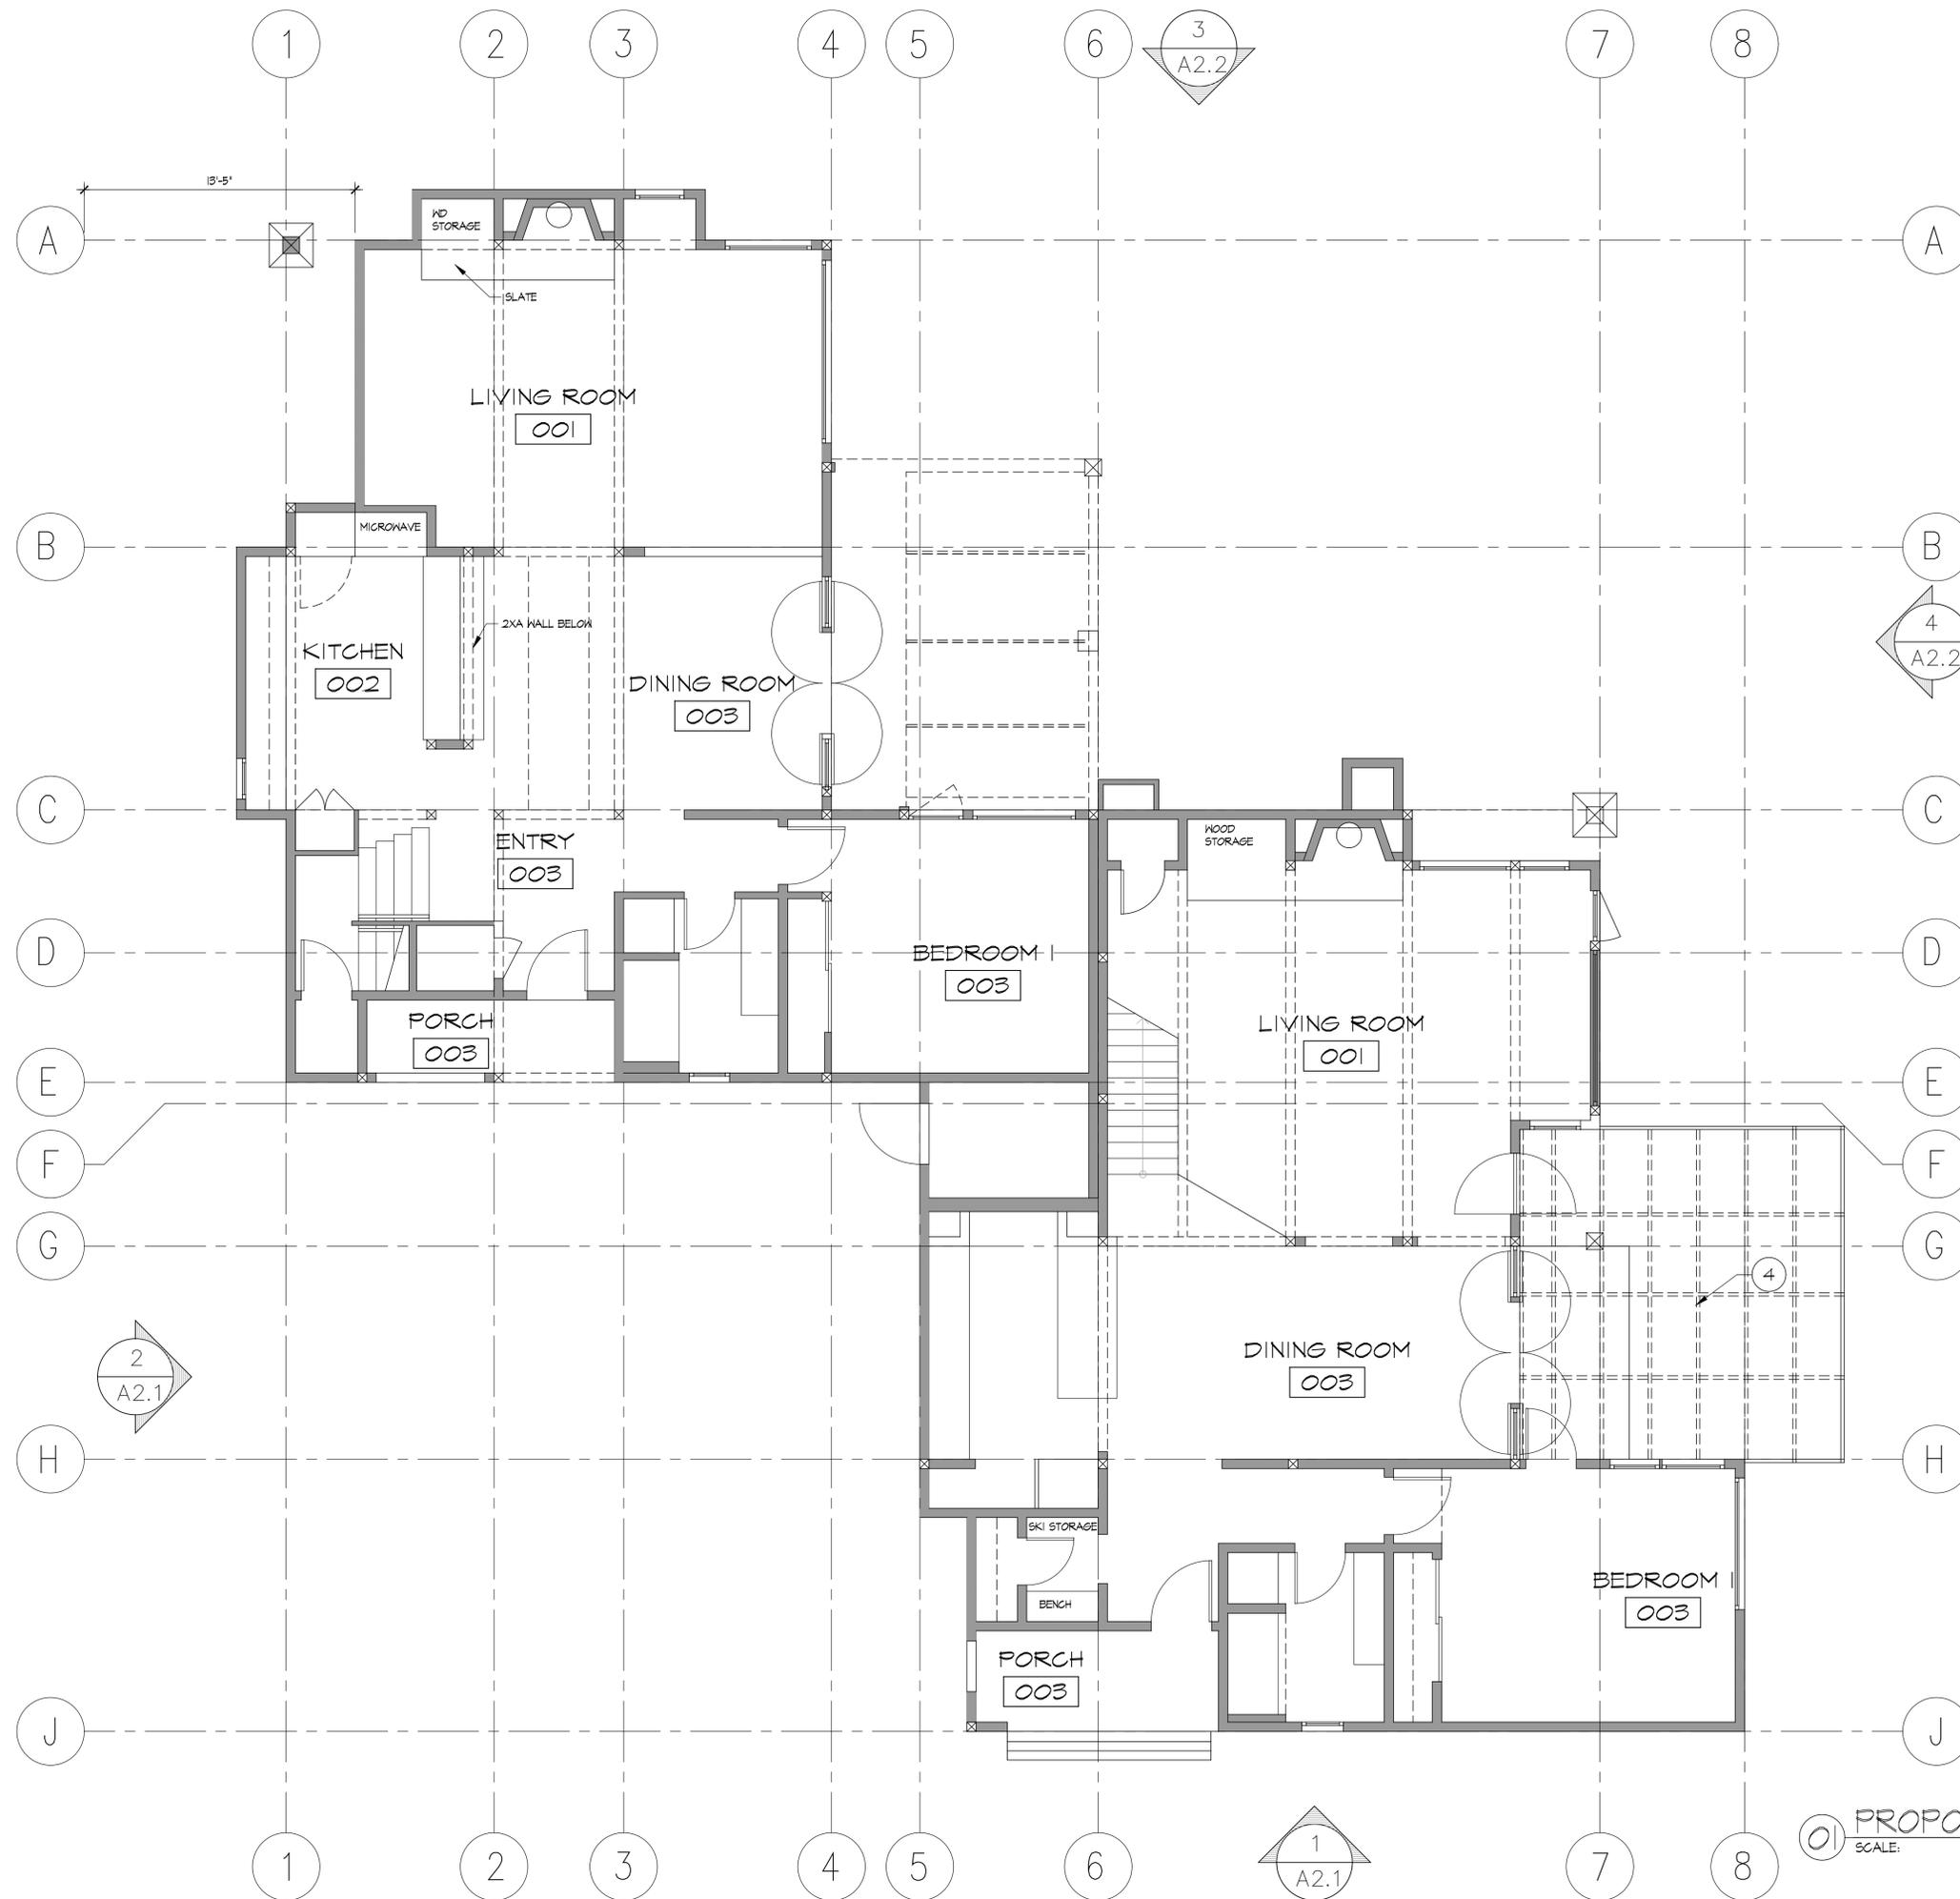 1 2 3 4 5 6 7 8
3
A2.2
13'-5"
WD
STORAGE
A A
SLATE
LIVING ROOM
001
MICROWAVE
B B
2XA WALL BELOW
4
A2.2
KITCHEN
002
DINING ROOM
003
C C
WOOD
STORAGE
ENTRY
003
D D
BEDROOM 1
003
PORCH
003
LIVING ROOM
001
E E
F F
G G
4
DINING ROOM
003
2
A2.1
H H
SKI STORAGE
BENCH
BEDROOM 1
003
PORCH
003
J J
01 PROPO
SCALE:
1
A2.1
1 2 3 4 5 6 7 8